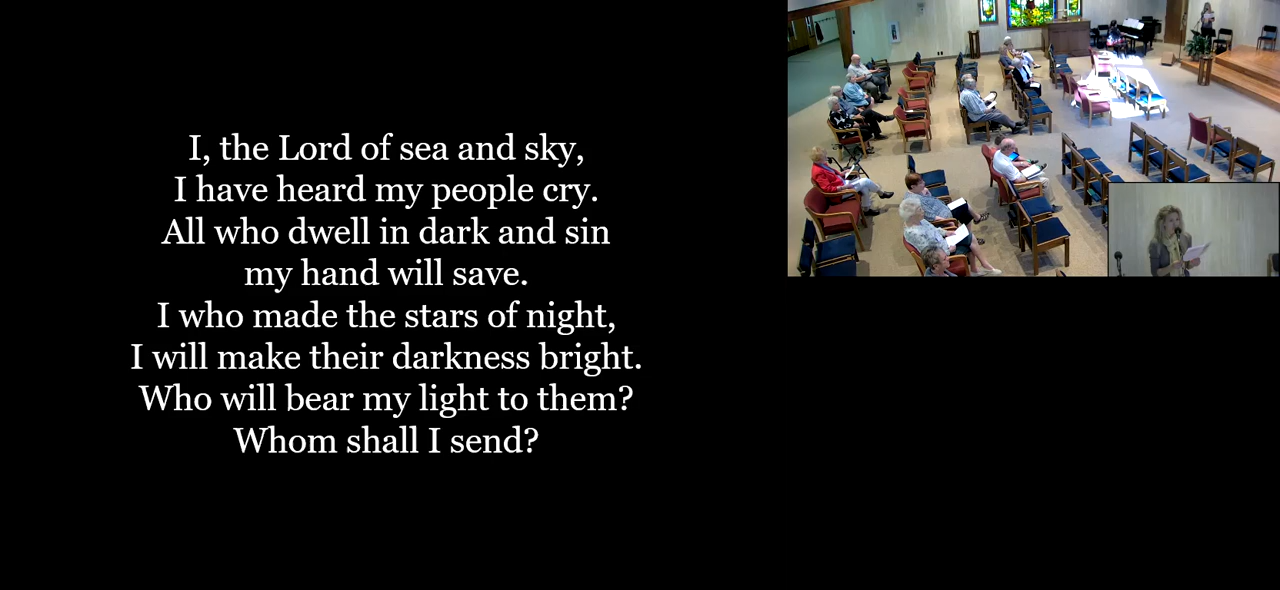 I, the Lord of sea and sky,
I have heard my people cry.
All who dwell in dark and sin
my hand will save.
I who made the stars of night,
I will make their darkness bright.
Who will bear my light to them?
Whom shall I send?